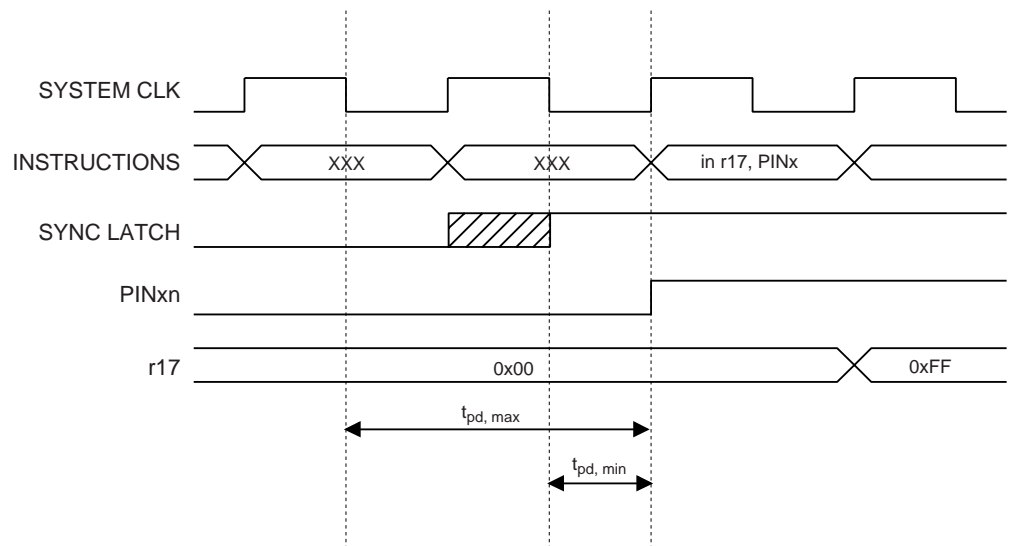 SYSTEM CLK
INSTRUCTIONS XXX XXX in r17, PINx
SYNC LATCH
PINxn
r17 0x00 0xFF
tpd, max
tpd, min